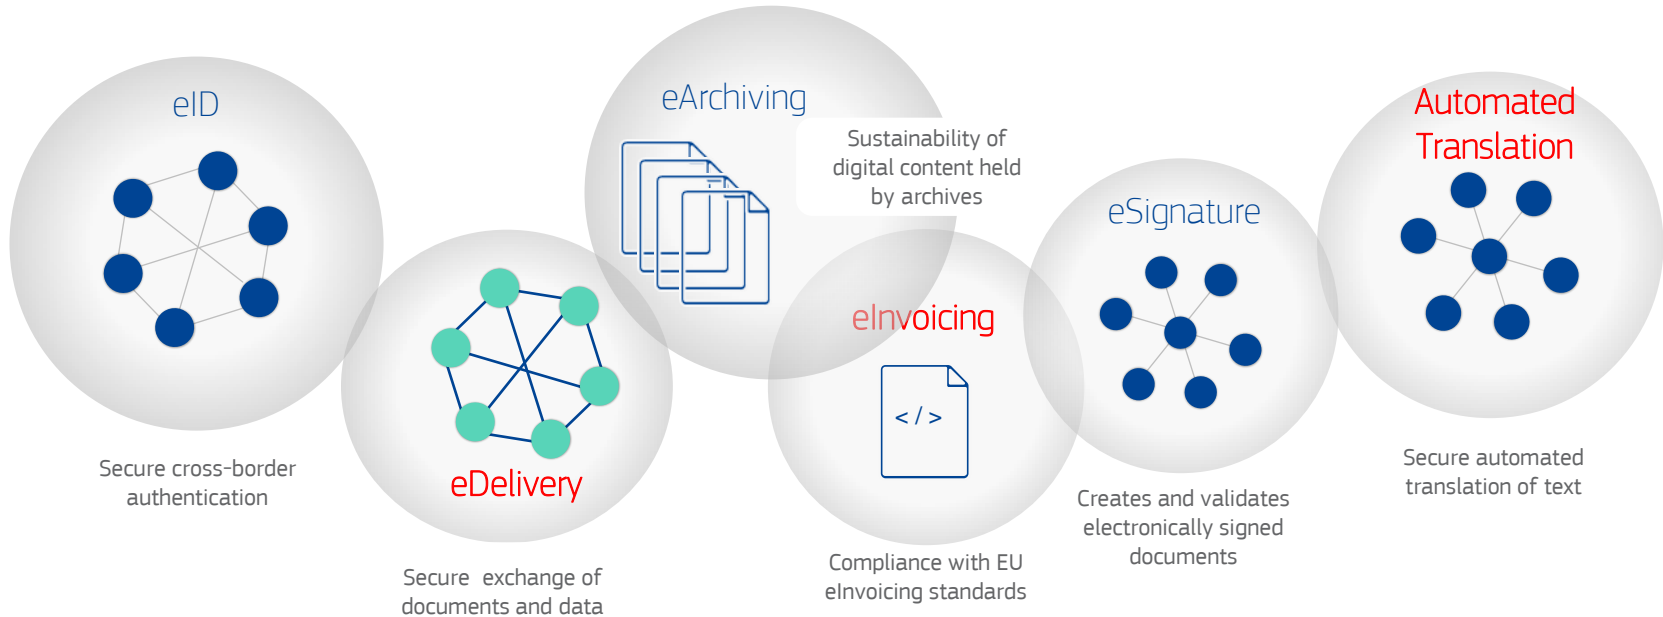 eID
Secure cross-border
authentication
eDelivery
Secure exchange of
documents and data
eArchiving
Sustainability of
digital content held
by archives
eInvoicing
</>
Compliance with EU
eInvoicing standards
eSignature
Creates and validates
electronically signed
documents
Automated
Translation
Secure automated
translation of text